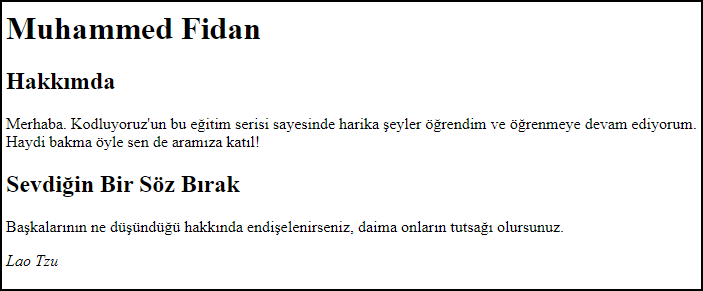 Muhammed Fidan
Hakkımda
Merhaba. Kodluyoruz'un bu eğitim serisi sayesinde harika şeyler öğrendim ve öğrenmeye devam ediyorum.
Haydi bakma öyle sen de aramıza katıl!
Sevdiğin Bir Söz Bırak
Başkalarının ne düşündüğü hakkında endişelenirseniz, daima onların tutsağı olursunuz.
Lao Tzu